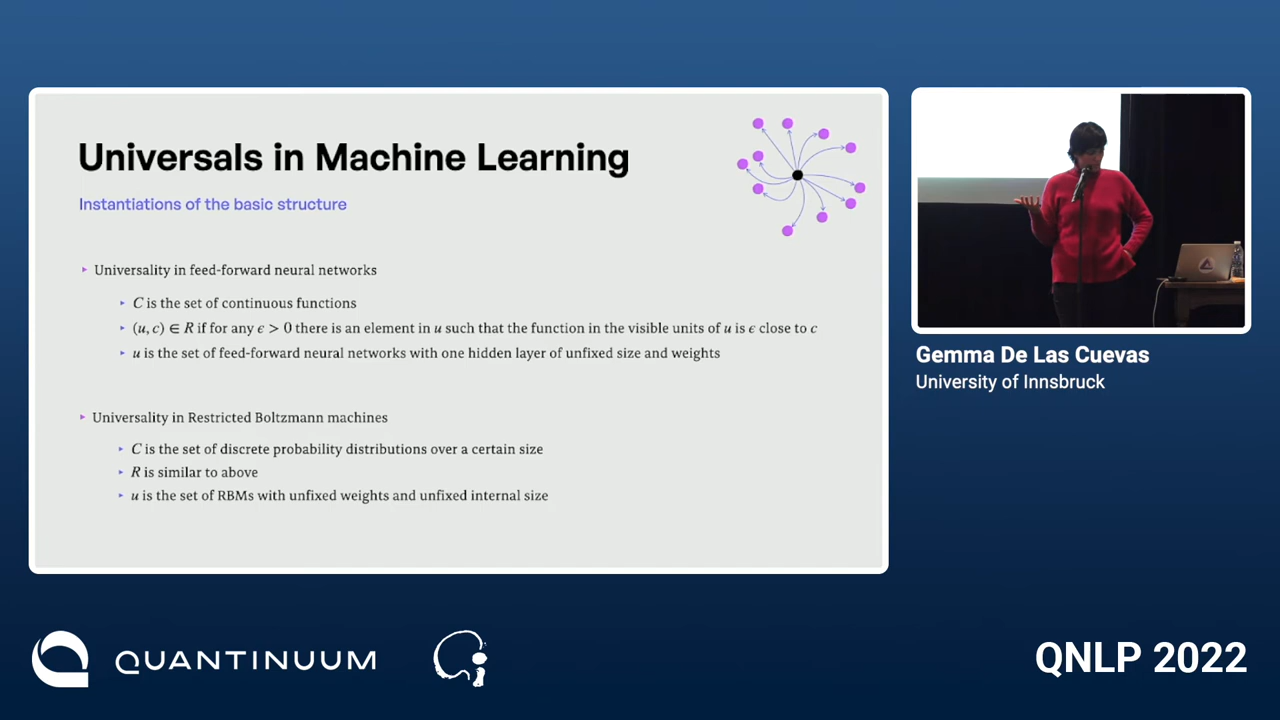 Universals in Machine Learning
Instantiations of the basic structure
‣ Universality in feed-forward neural networks
‣ C is the set of continuous functions
‣ (u, c) ∈ R if for any ϵ > 0 there is an element in u such that the function in the visible units of u is ϵ close to c
‣ u is the set of feed-forward neural networks with one hidden layer of unfixed size and weights
‣ Universality in Restricted Boltzmann machines
‣ C is the set of discrete probability distributions over a certain size
‣ R is similar to above
‣ u is the set of RBMs with unfixed weights and unfixed internal size
Gemma De Las Cuevas
University of Innsbruck
QUANTINUUM
QNLP 2022